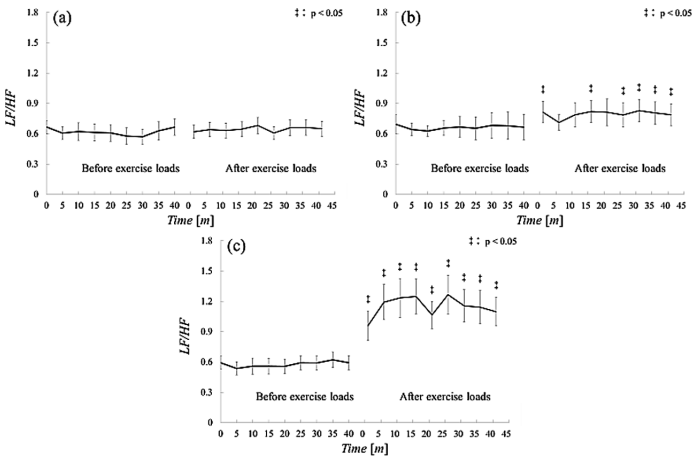 (a)
‡ : p < 0.05
1.8
1.5
1.2
0.9
0.6
0.3
0
LF/HF
Before exercise loads
After exercise loads
0 5 10 15 20 25 30 35 40 0 5 10 15 20 25 30 35 40 45
Time [m]
(b)
‡ : p < 0.05
1.8
1.5
1.2
0.9
0.6
0.3
0
LF/HF
‡ ‡ ‡ ‡ ‡ ‡
Before exercise loads
After exercise loads
0 5 10 15 20 25 30 35 40 0 5 10 15 20 25 30 35 40 45
Time [m]
(c)
‡ : p < 0.05
1.8
1.5
1.2
0.9
0.6
0.3
0
LF/HF
‡ ‡ ‡ ‡ ‡ ‡ ‡ ‡ ‡
Before exercise loads
After exercise loads
0 5 10 15 20 25 30 35 40 0 5 10 15 20 25 30 35 40 45
Time [m]